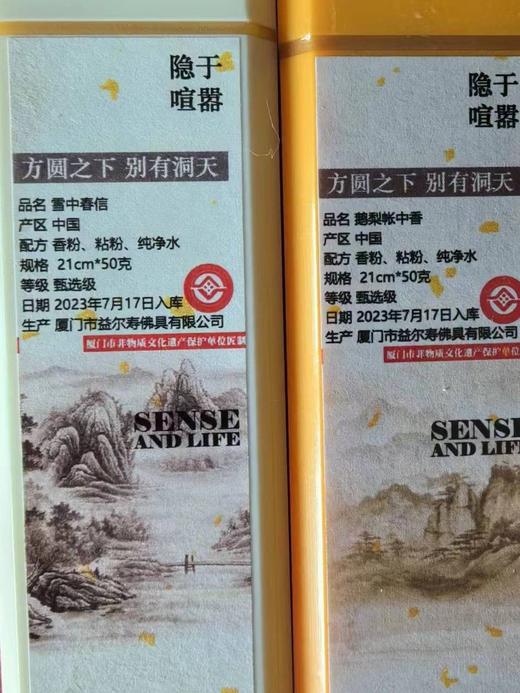 隐于
喧嚣
方圆之下 别有洞天
品名 雪中春信
产区 中国
配方 香粉、粘粉、纯净水
规格 21cm*50克
等级 甄选级
日期 2023年7月17日入库
生产 厦门市益尔寿佛具有限公司
厦门市非物质文化遗产保护单位匠制
SENSE
AND LIFE
隐于
喧嚣
方圆之下 别有洞天
品名 鹅梨帐中香
产区 中国
配方 香粉、粘粉、纯净水
规格 21cm*50克
等级 甄选级
日期 2023年7月17日入库
生产 厦门市益尔寿佛具有限公司
厦门市非物质文化遗产保护单位
SENSE
AND LIFE